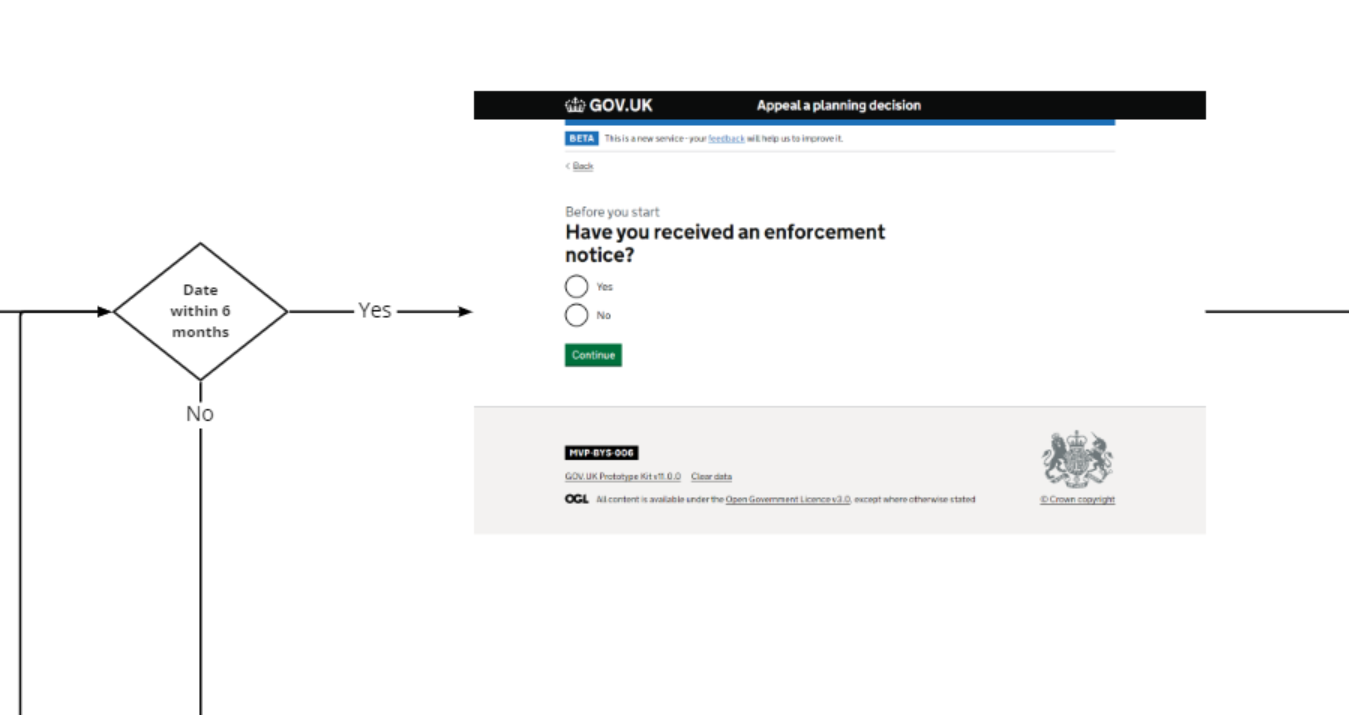 GOV.UK
Appeal a planning decision
BETA This is a new service - your feedback will help us to improve it.
< Back
Before you start
Have you received an enforcement
notice?
Yes
No
Continue
Date
within 6
months
Yes
No
MVP-BYS-006
GOV.UK Prototype Kit v11.0.0 Clear data
OGL All content is available under the Open Government Licence v3.0, except where otherwise stated
© Crown copyright